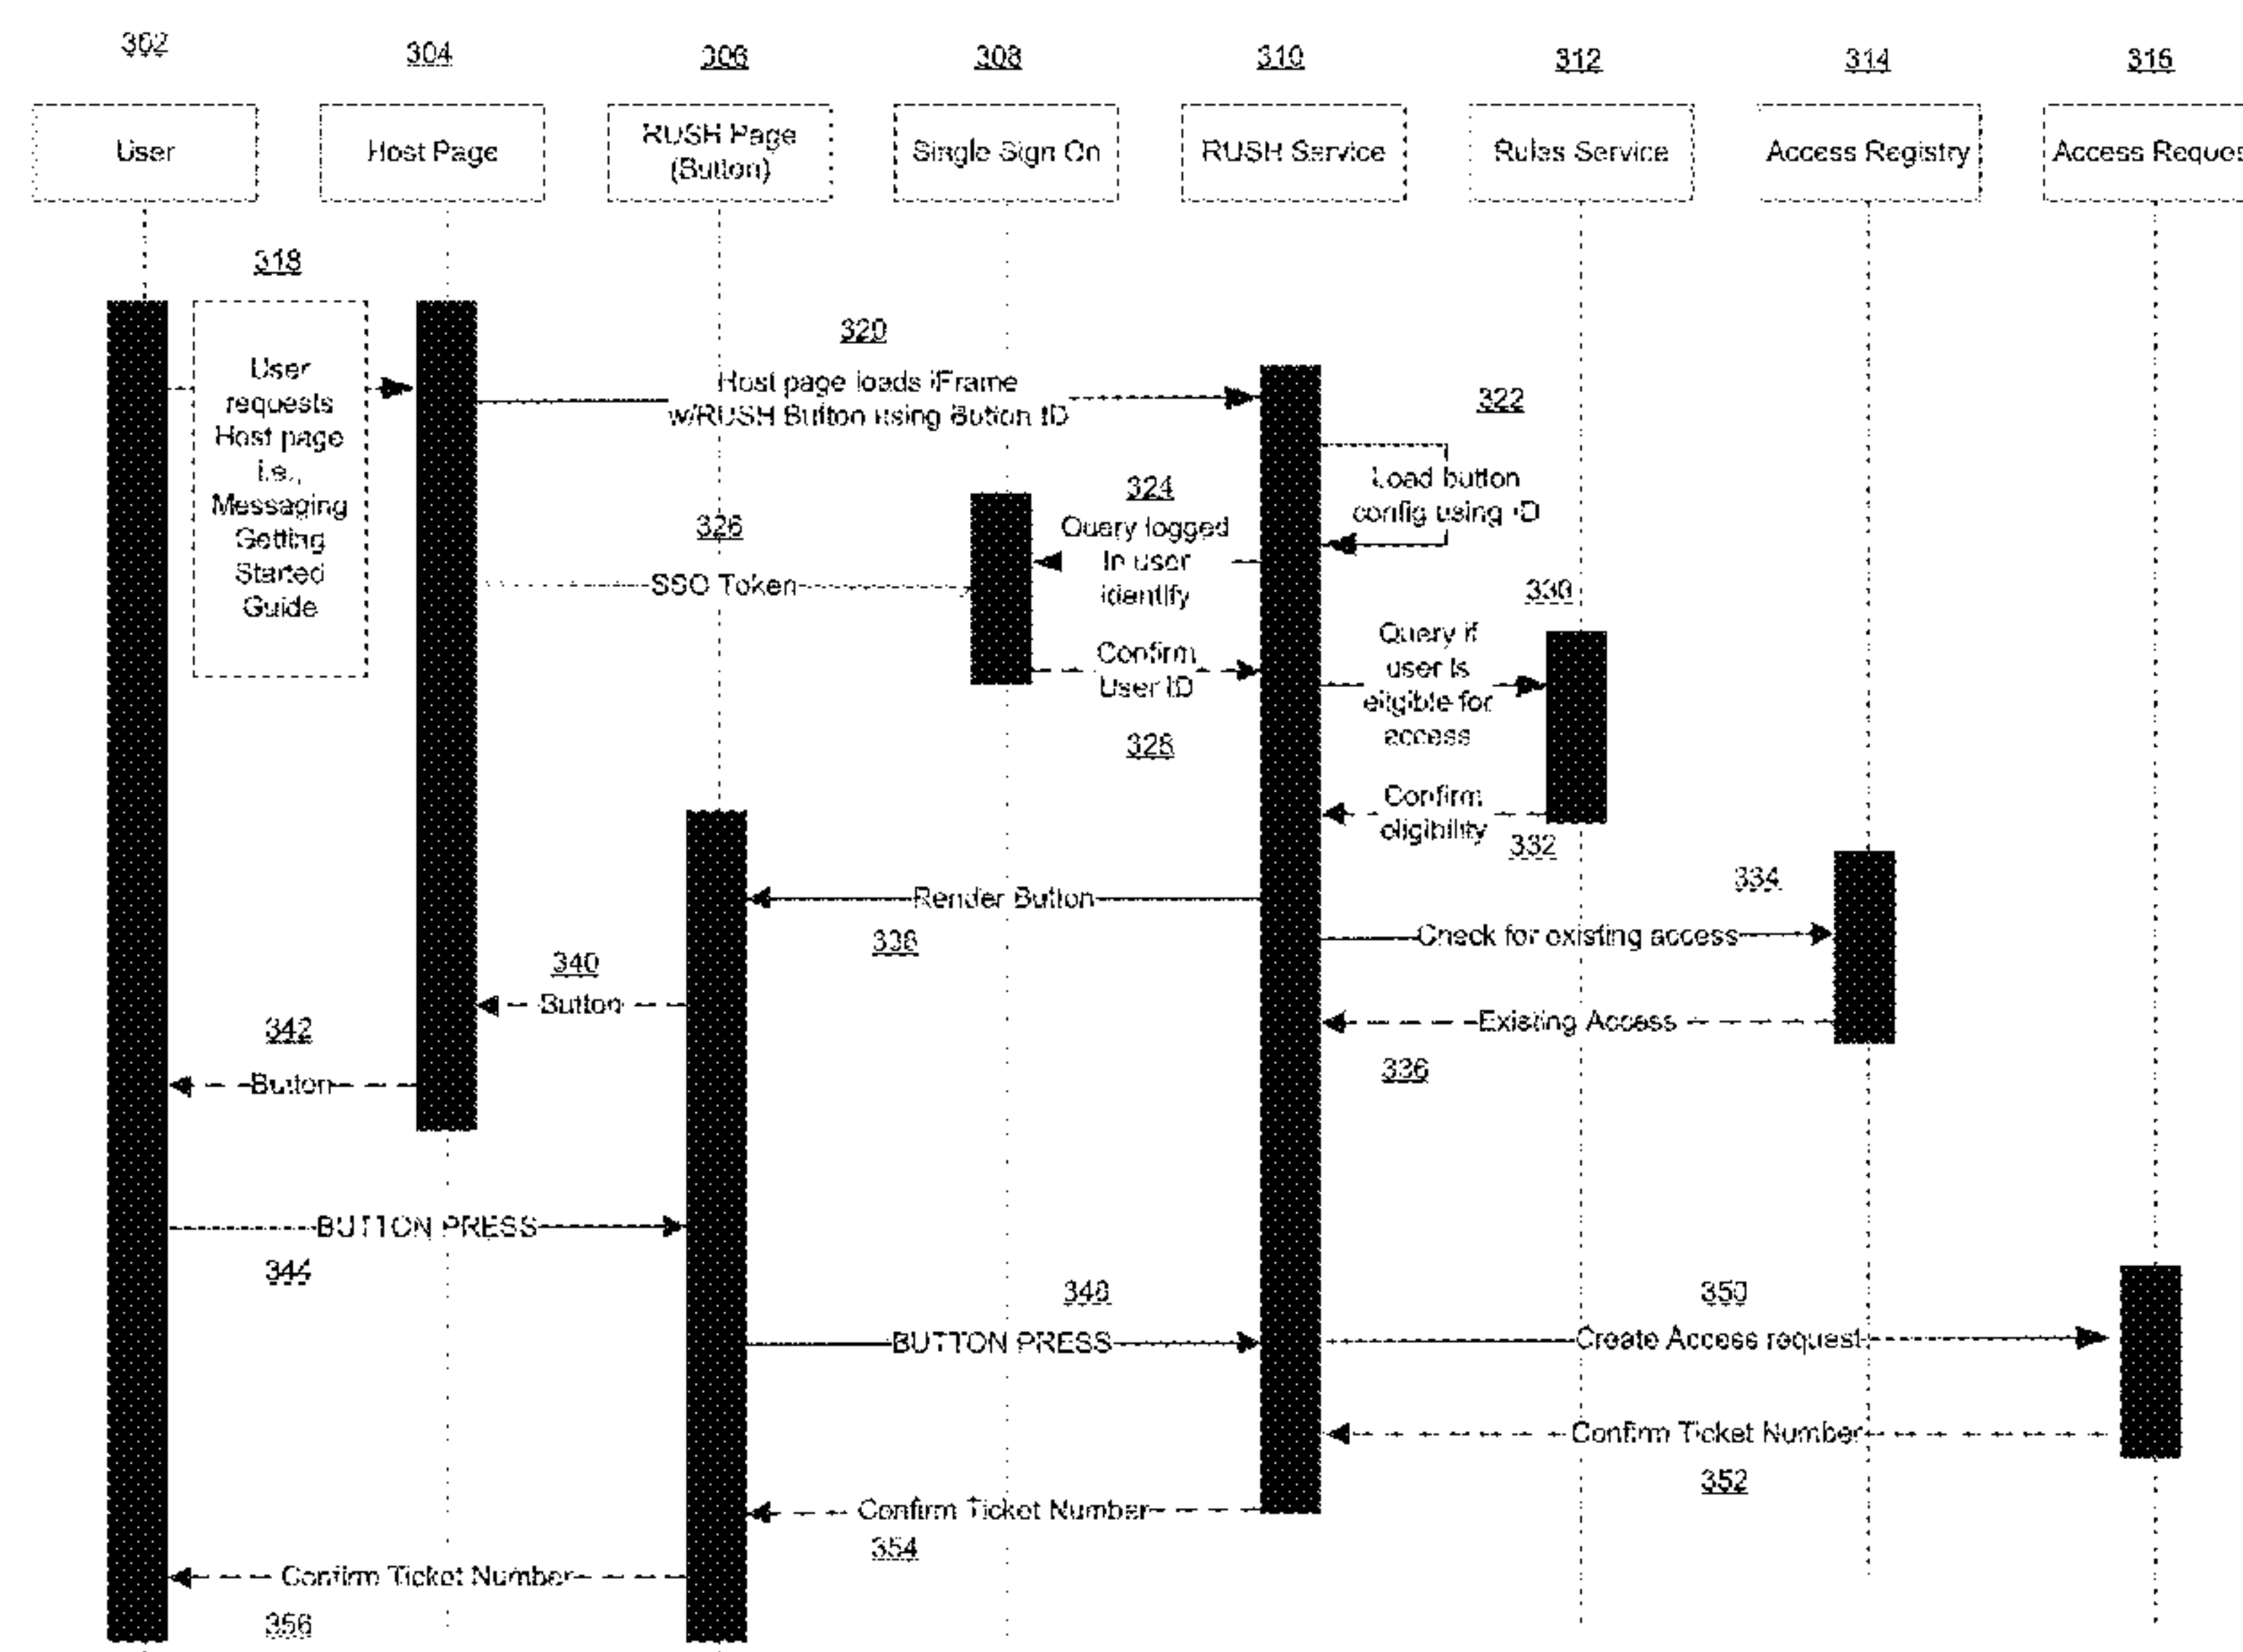 302
304
306
308
310
312
314
316
User
Host Page
RUSH Page
(Button)
Single Sign On
RUSH Service
Rules Service
Access Registry
Access Reques
318
User
requests
Host page
i.e.,
Messaging
Getting
Started
Guide
320
Host page loads iFrame
w/RUSH Button using Button ID
322
Load button
config using ID
324
Query logged
In user
identify
326
SSO Token
Confirm
User ID
328
330
Query if
user is
eligible for
access
Confirm
eligibility
332
334
Render Button
338
Check for existing access
340
Button
Existing Access
336
342
Button
BUTTON PRESS
344
348
BUTTON PRESS
350
Create Access request
Confirm Ticket Number
352
Confirm Ticket Number
354
Confirm Ticket Number
356